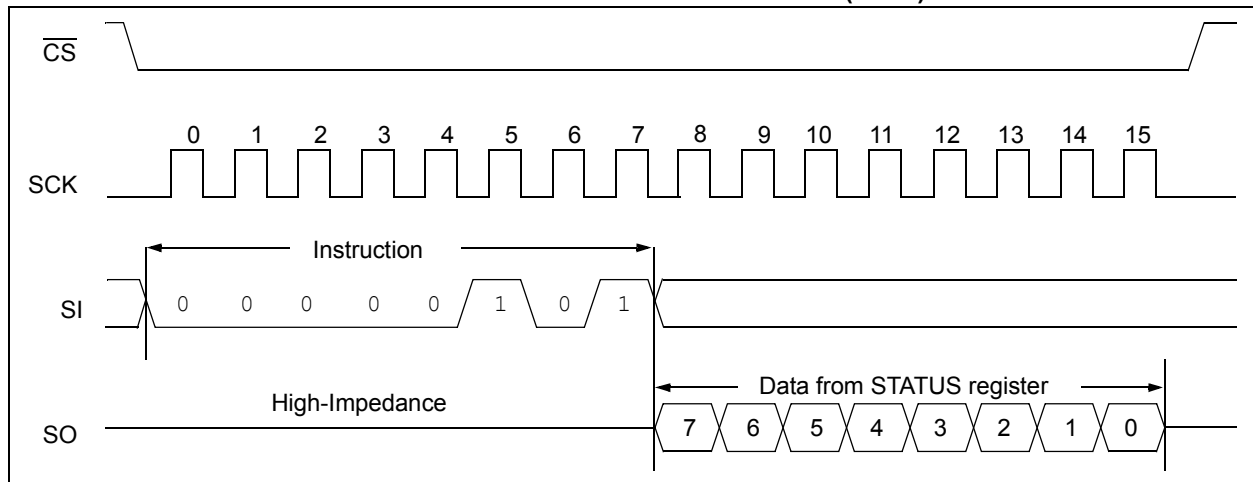 CS
0 1 2 3 4 5 6 7 8 9 10 11 12 13 14 15
SCK
Instruction
SI 0 0 0 0 0 1 0 1
Data from STATUS register
High-Impedance
SO 7 6 5 4 3 2 1 0